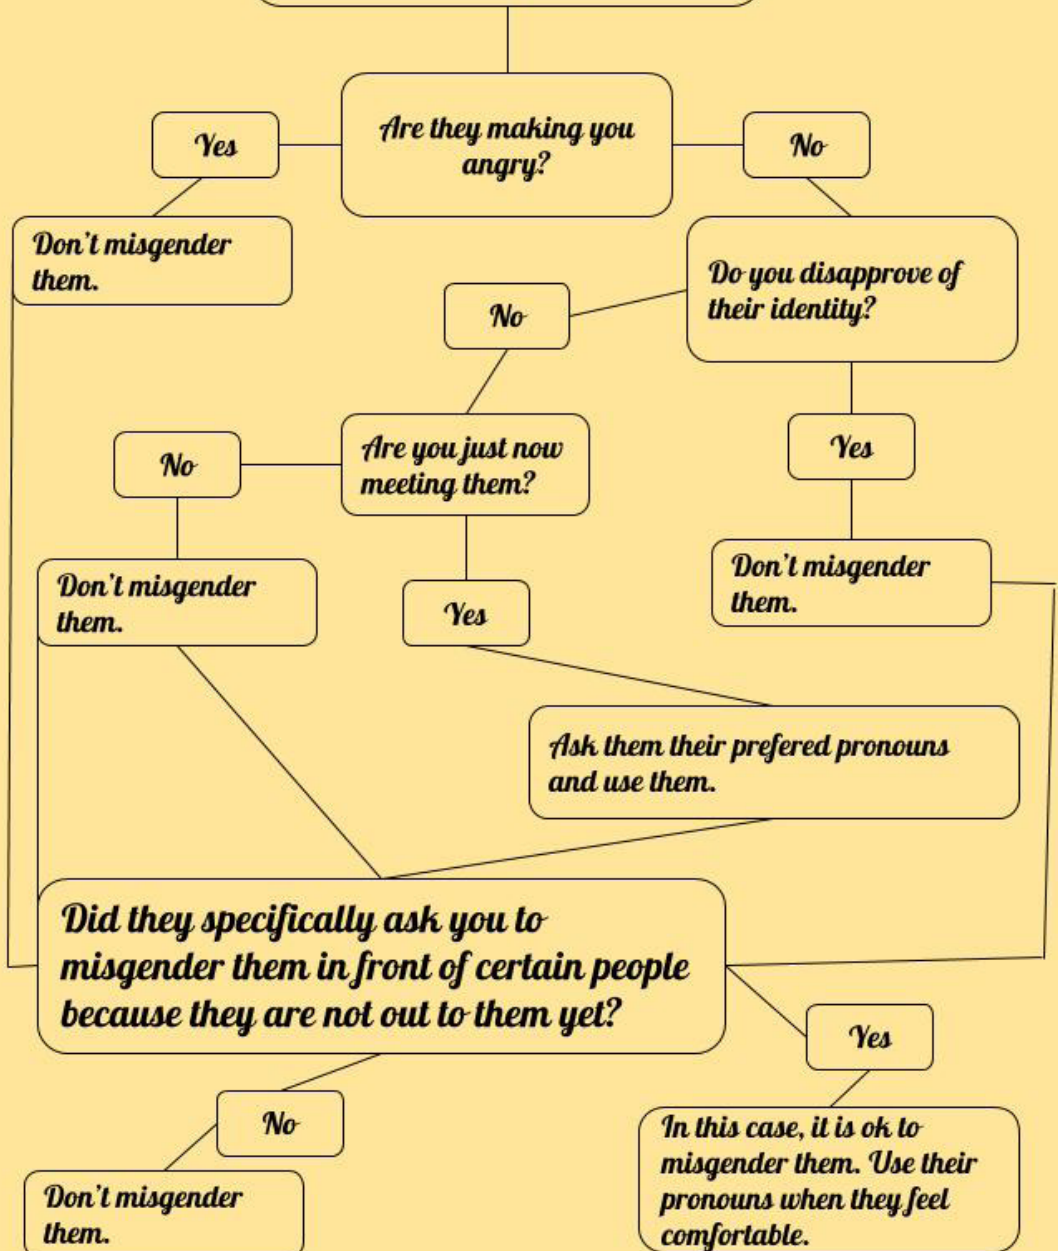 Are they making you
angry?
Yes
No
Don't misgender
them.
Do you disapprove of
their identity?
No
Are you just now
meeting them?
Yes
No
Don't misgender
them.
Don't misgender
them.
Yes
Ask them their prefered pronouns
and use them.
Did they specifically ask you to
misgender them in front of certain people
because they are not out to them yet?
Yes
No
In this case, it is ok to
misgender them. Use their
pronouns when they feel
comfortable.
Don't misgender
them.